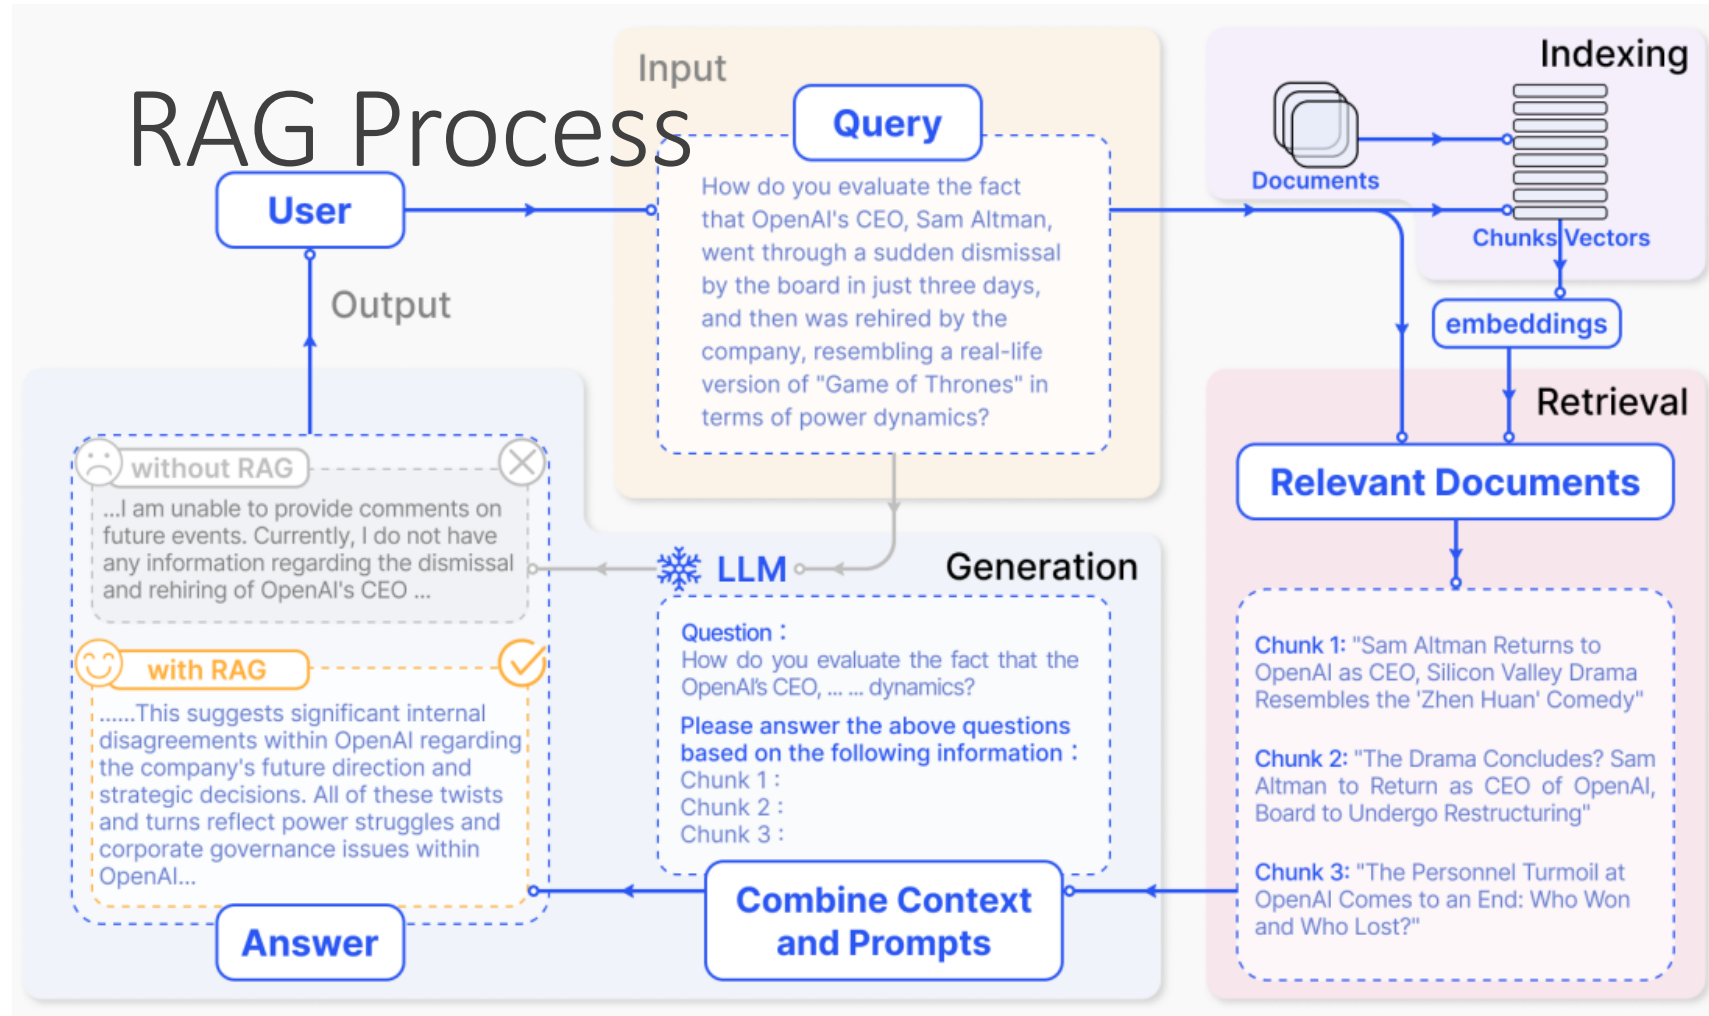 RAG Process
Input
Query
How do you evaluate the fact
that OpenAI's CEO, Sam Altman,
went through a sudden dismissal
by the board in just three days,
and then was rehired by the
company, resembling a real-life
version of "Game of Thrones" in
terms of power dynamics?
Indexing
Documents
Chunks Vectors
embeddings
User
Output
Retrieval
Relevant Documents
Chunk 1: "Sam Altman Returns to
OpenAI as CEO, Silicon Valley Drama
Resembles the 'Zhen Huan' Comedy"
Chunk 2: "The Drama Concludes? Sam
Altman to Return as CEO of OpenAI,
Board to Undergo Restructuring"
Chunk 3: "The Personnel Turmoil at
OpenAI Comes to an End: Who Won
and Who Lost?"
Generation
LLM
Question :
How do you evaluate the fact that the
OpenAI's CEO, ... ... dynamics?
Please answer the above questions
based on the following information :
Chunk 1 :
Chunk 2 :
Chunk 3 :
Combine Context
and Prompts
without RAG
...I am unable to provide comments on
future events. Currently, I do not have
any information regarding the dismissal
and rehiring of OpenAI's CEO ...
with RAG
......This suggests significant internal
disagreements within OpenAI regarding
the company's future direction and
strategic decisions. All of these twists
and turns reflect power struggles and
corporate governance issues within
OpenAI...
Answer